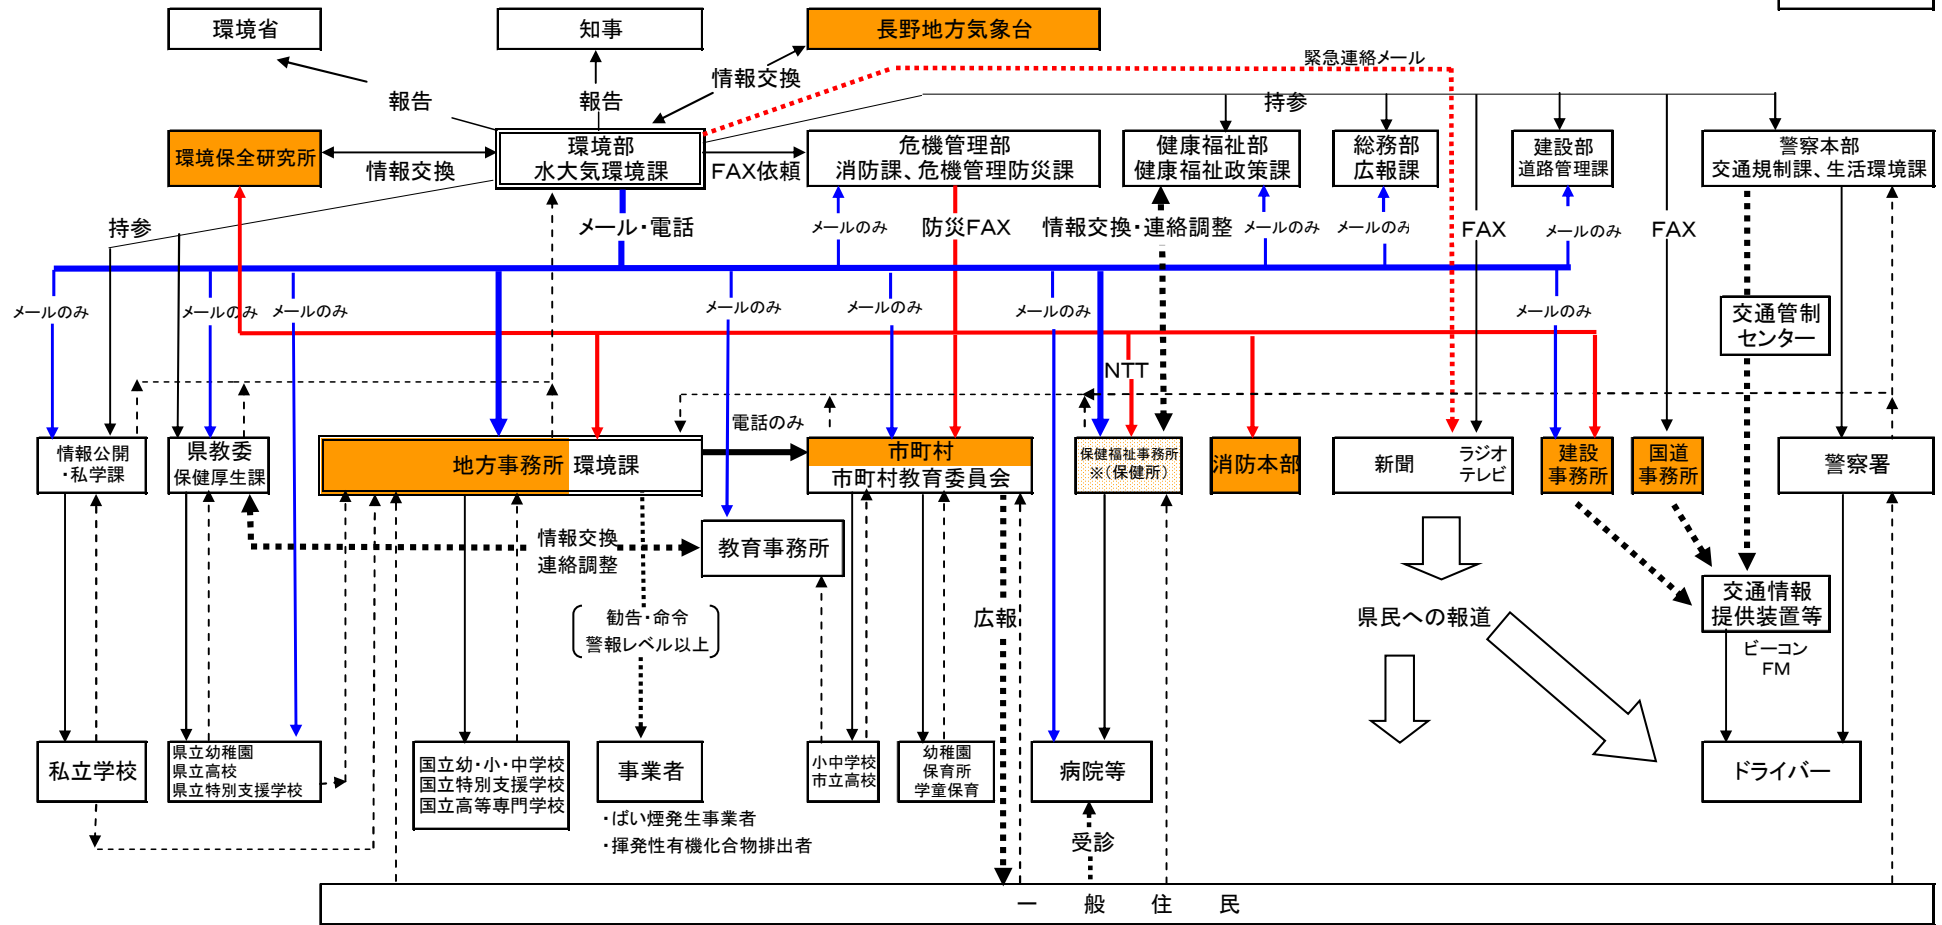 環境省
知事
長野地方気象台
緊急連絡メール
情報交換
報告
報告
持参
環境保全研究所
情報交換
環境部
水大気環境課
FAX依頼
危機管理部
消防課、危機管理防災課
健康福祉部
健康福祉政策課
総務部
広報課
建設部
道路管理課
警察本部
交通規制課、生活環境課
持参
メール・電話
メールのみ
防災FAX
情報交換・連絡調整
メールのみ
メールのみ
FAX
メールのみ
FAX
メールのみ
メールのみ
メールのみ
メールのみ
メールのみ
メールのみ
メールのみ
交通管制
センター
NTT
電話のみ
情報公開
・私学課
県教委
保健厚生課
地方事務所 環境課
市町村
市町村教育委員会
保健福祉事務所
※(保健所)
消防本部
新聞
ラジオ
テレビ
建設
事務所
国道
事務所
警察署
情報交換
連絡調整
教育事務所
勧告・命令
警報レベル以上
広報
県民への報道
交通情報
提供装置等
ビーコン
FM
私立学校
県立幼稚園
県立高校
県立特別支援学校
国立幼・小・中学校
国立特別支援学校
国立高等専門学校
事業者
・ばい煙発生事業者
・揮発性有機化合物排出者
小中学校
市立高校
幼稚園
保育所
学童保育
病院等
受診
ドライバー
一般住民